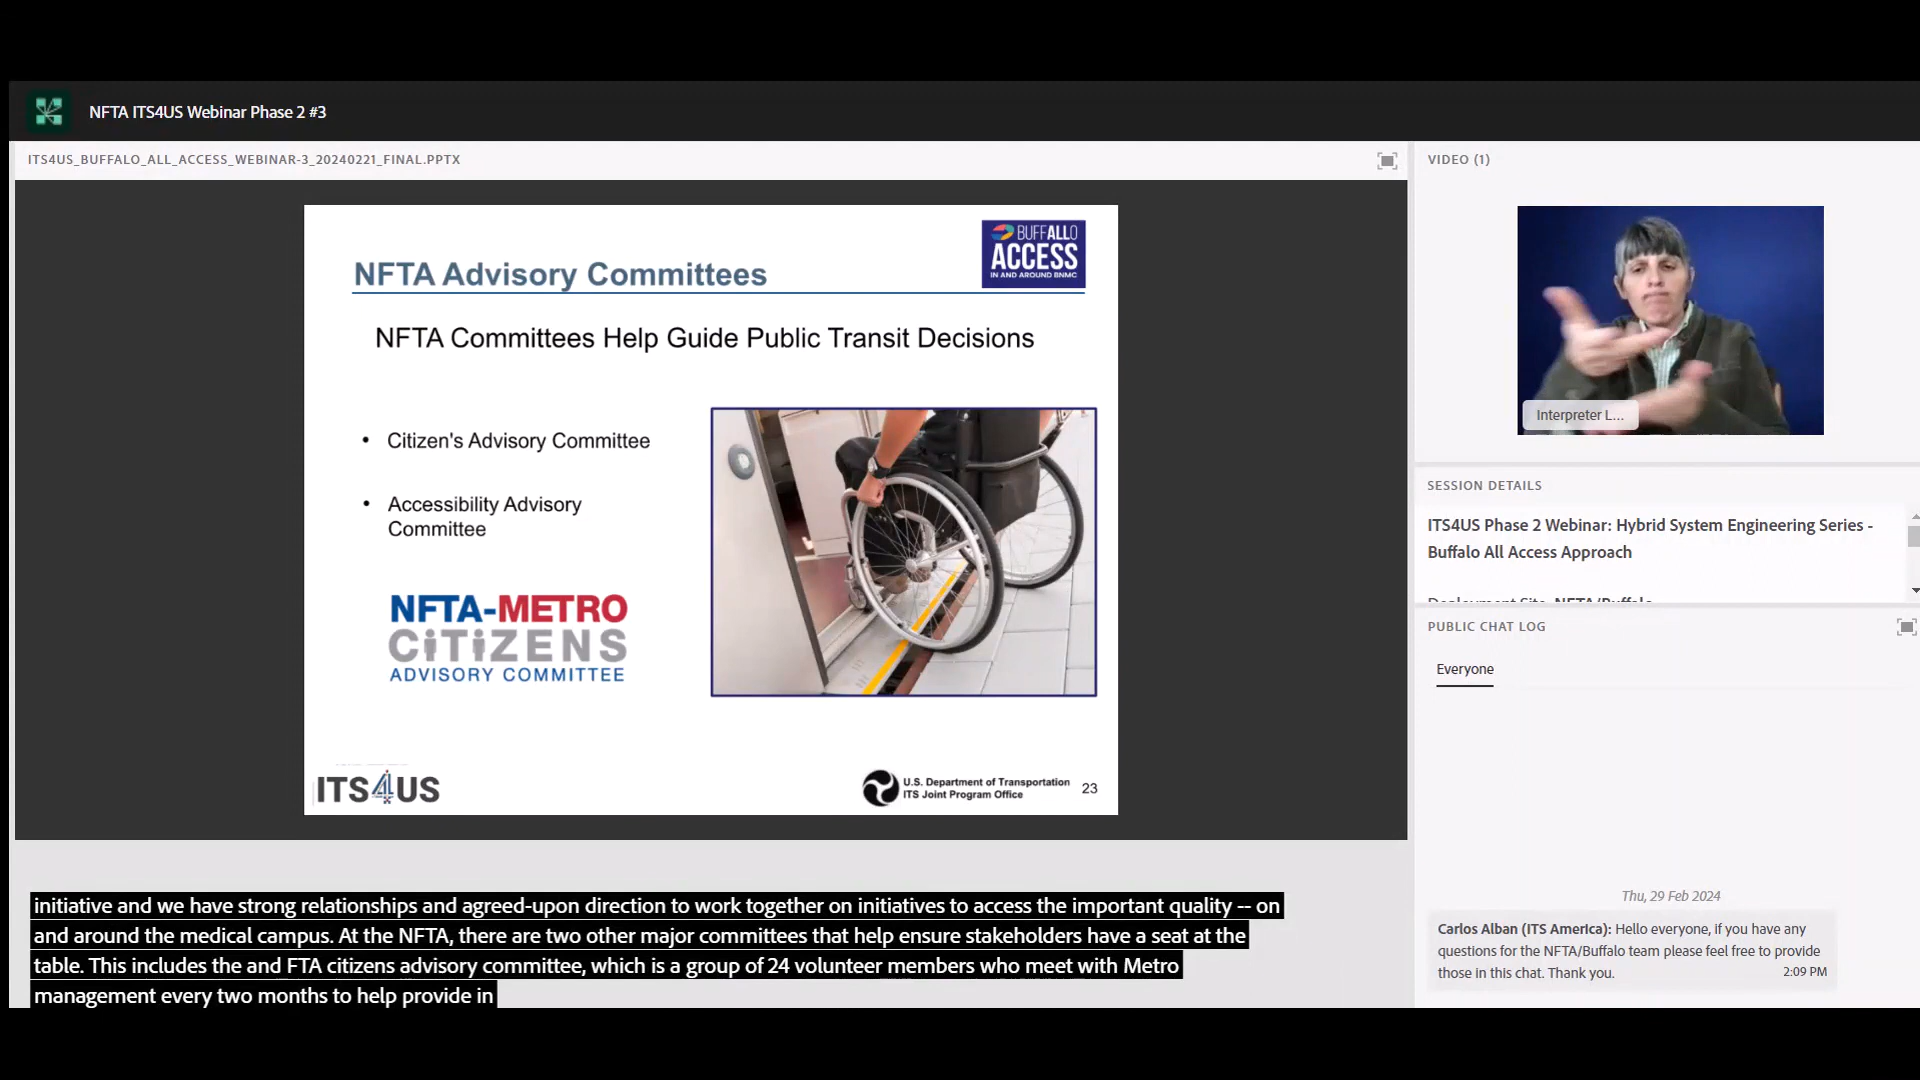 NFTA ITS4US Webinar Phase 2 #3
ITS4US_BUFFALO_ALL_ACCESS_WEBINAR-3_20240221_FINAL.PPTX
BUFFALLO
ACCESS
IN AND AROUND BNMC
NFTA Advisory Committees
NFTA Committees Help Guide Public Transit Decisions
• Citizen's Advisory Committee
• Accessibility Advisory
Committee
NFTA-METRO
CiTiZENS
ADVISORY COMMITTEE
ITS4US
U.S. Department of Transportation
ITS Joint Program Office
23
initiative and we have strong relationships and agreed-upon direction to work together on initiatives to access the important quality -- on
and around the medical campus. At the NFTA, there are two other major committees that help ensure stakeholders have a seat at the
table. This includes the and FTA citizens advisory committee, which is a group of 24 volunteer members who meet with Metro
management every two months to help provide in
VIDEO (1)
Interpreter L...
SESSION DETAILS
ITS4US Phase 2 Webinar: Hybrid System Engineering Series -
Buffalo All Access Approach
Deployment Site: NFTA/Buffalo
PUBLIC CHAT LOG
Everyone
Thu, 29 Feb 2024
Carlos Alban (ITS America): Hello everyone, if you have any
questions for the NFTA/Buffalo team please feel free to provide
those in this chat. Thank you.
2:09 PM